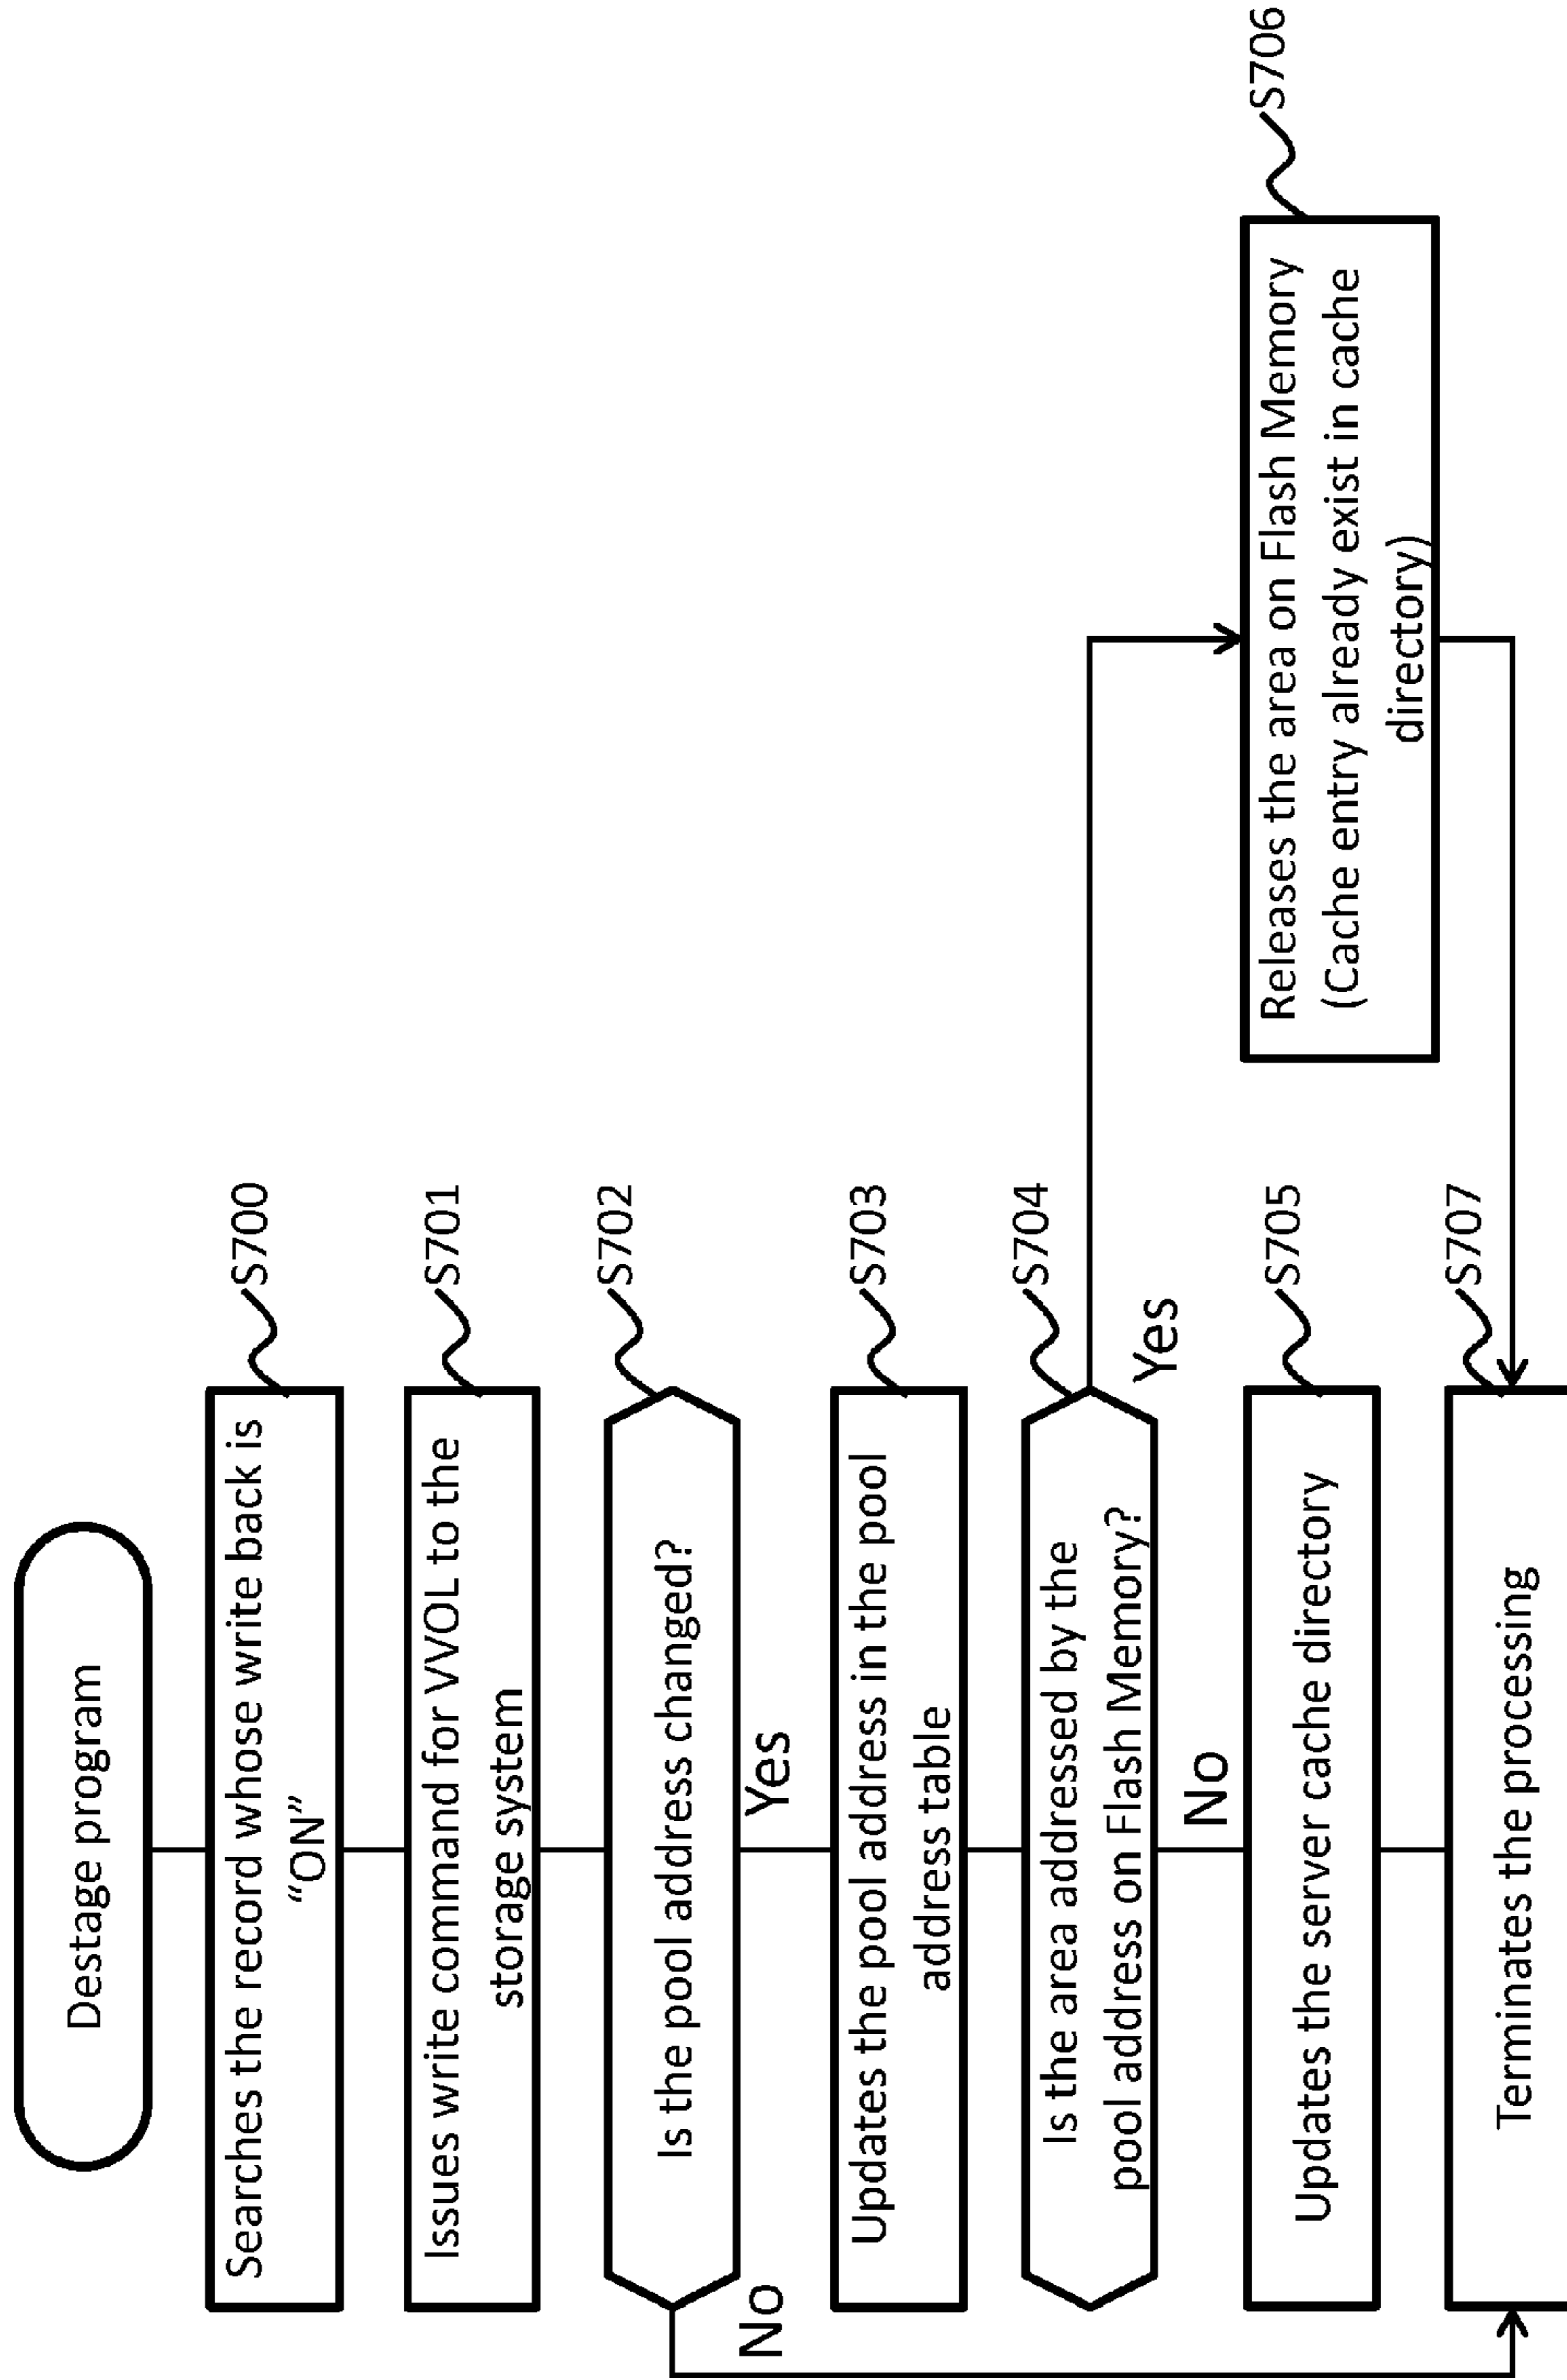 Destage program
Searches the record whose write back is
“ON”
S700
Issues write command for VVOL to the
storage system
S701
Is the pool address changed?
S702
No
Yes
Updates the pool address in the pool
address table
S703
Is the area addressed by the
pool address on Flash Memory?
S704
Yes
No
Updates the server cache directory
S705
Releases the area on Flash Memory
(Cache entry already exist in cache
directory)
S706
Terminates the processing
S707